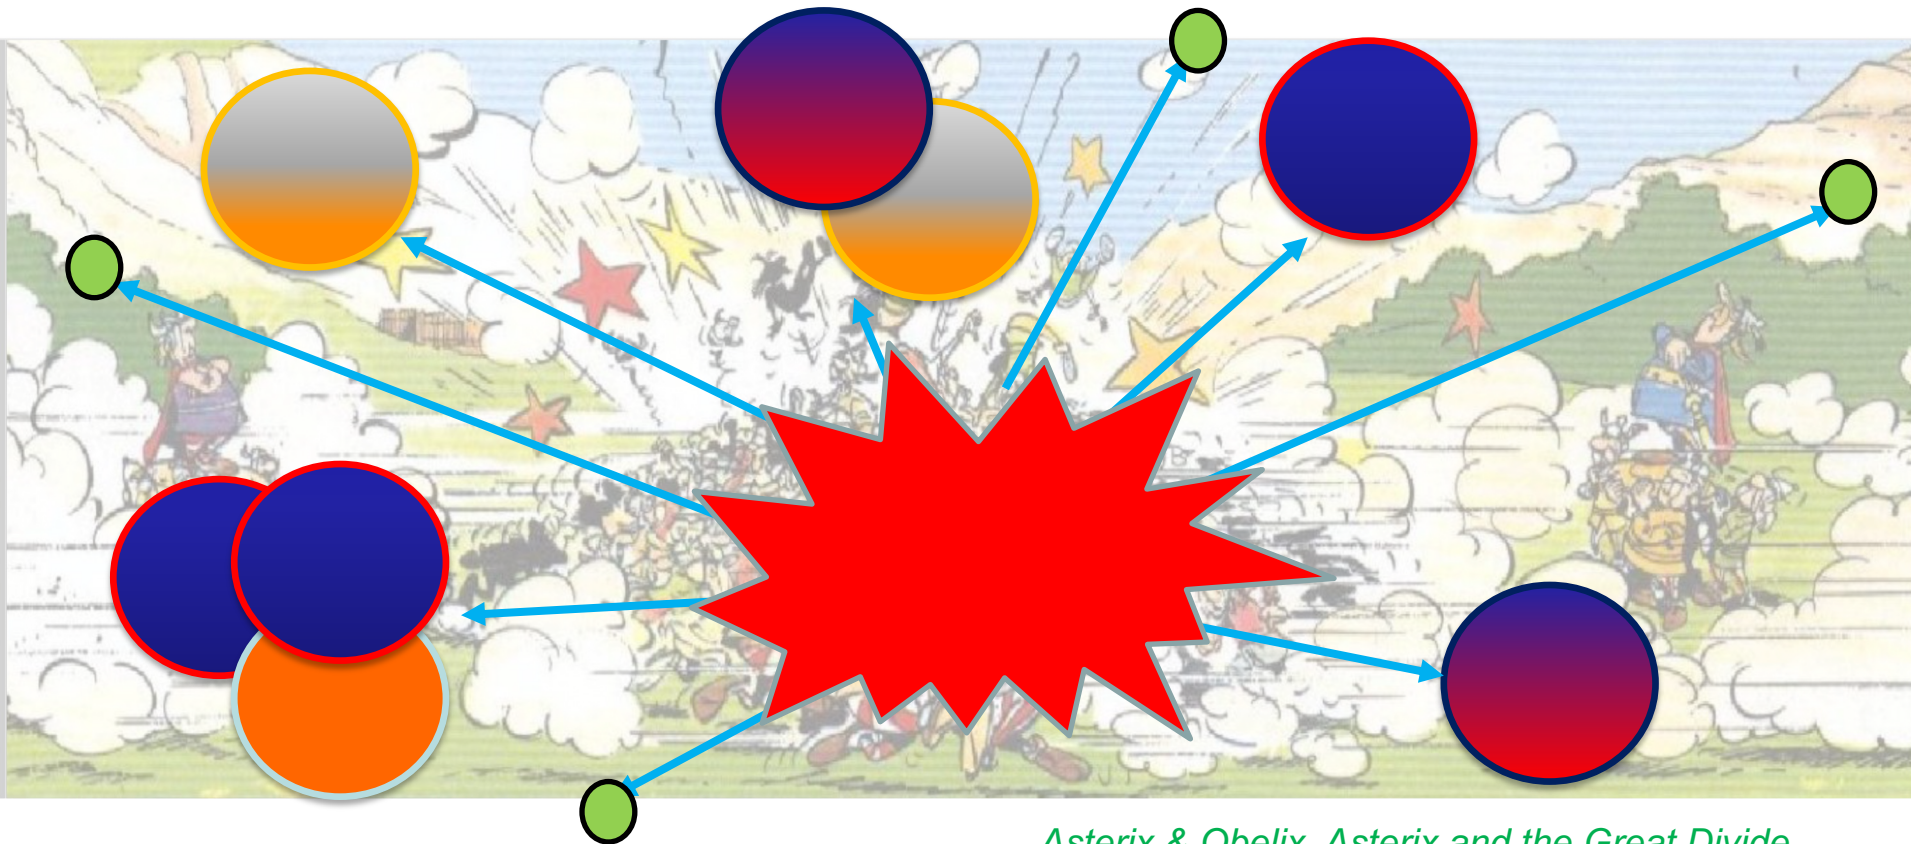 Asterix & Obelix, Asterix and the Great Divide